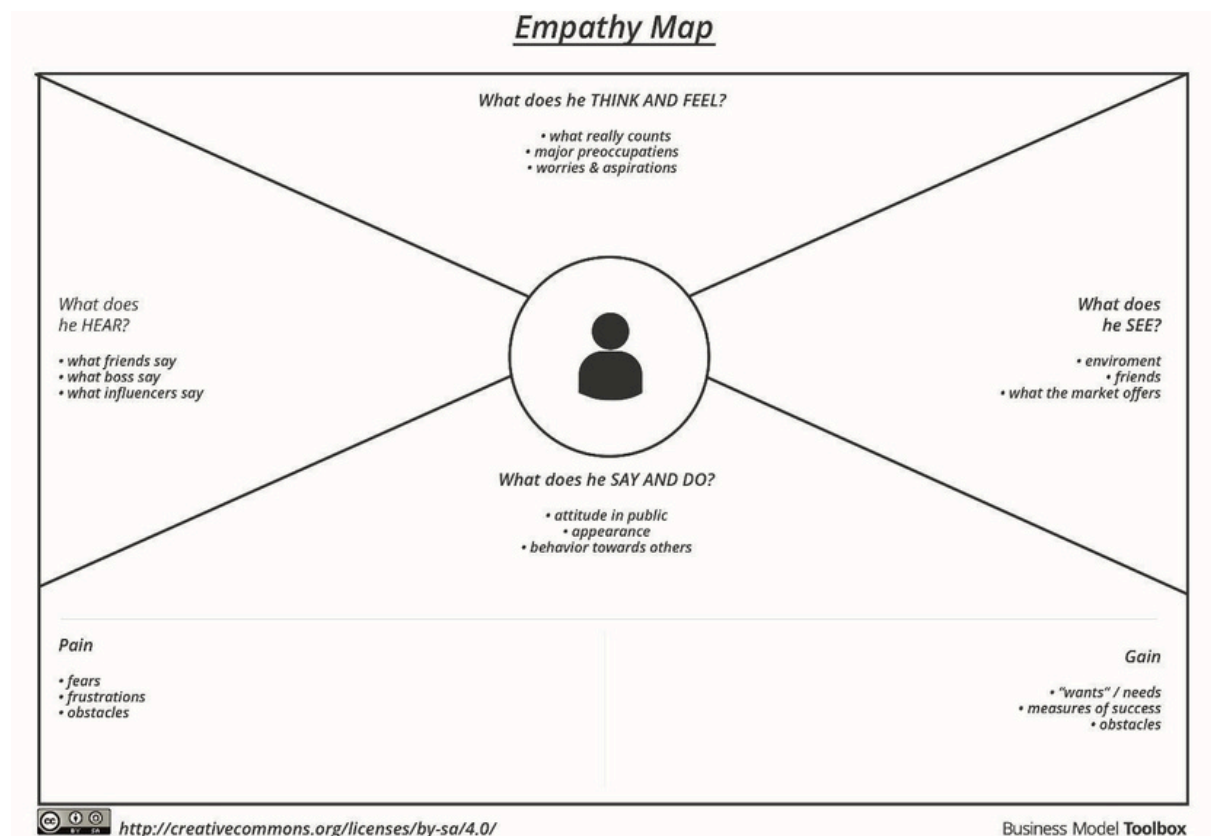 Empathy Map
What does he THINK AND FEEL?
• what really counts
• major preoccupatiens
• worries & aspirations
What does
he HEAR?
• what friends say
• what boss say
• what influencers say
What does
he SEE?
• enviroment
• friends
• what the market offers
What does he SAY AND DO?
• attitude in public
• appearance
• behavior towards others
Pain
• fears
• frustrations
• obstacles
Gain
• “wants” / needs
• measures of success
• obstacles
cc BY SA
http://creativecommons.org/licenses/by-sa/4.0/
Business Model Toolbox